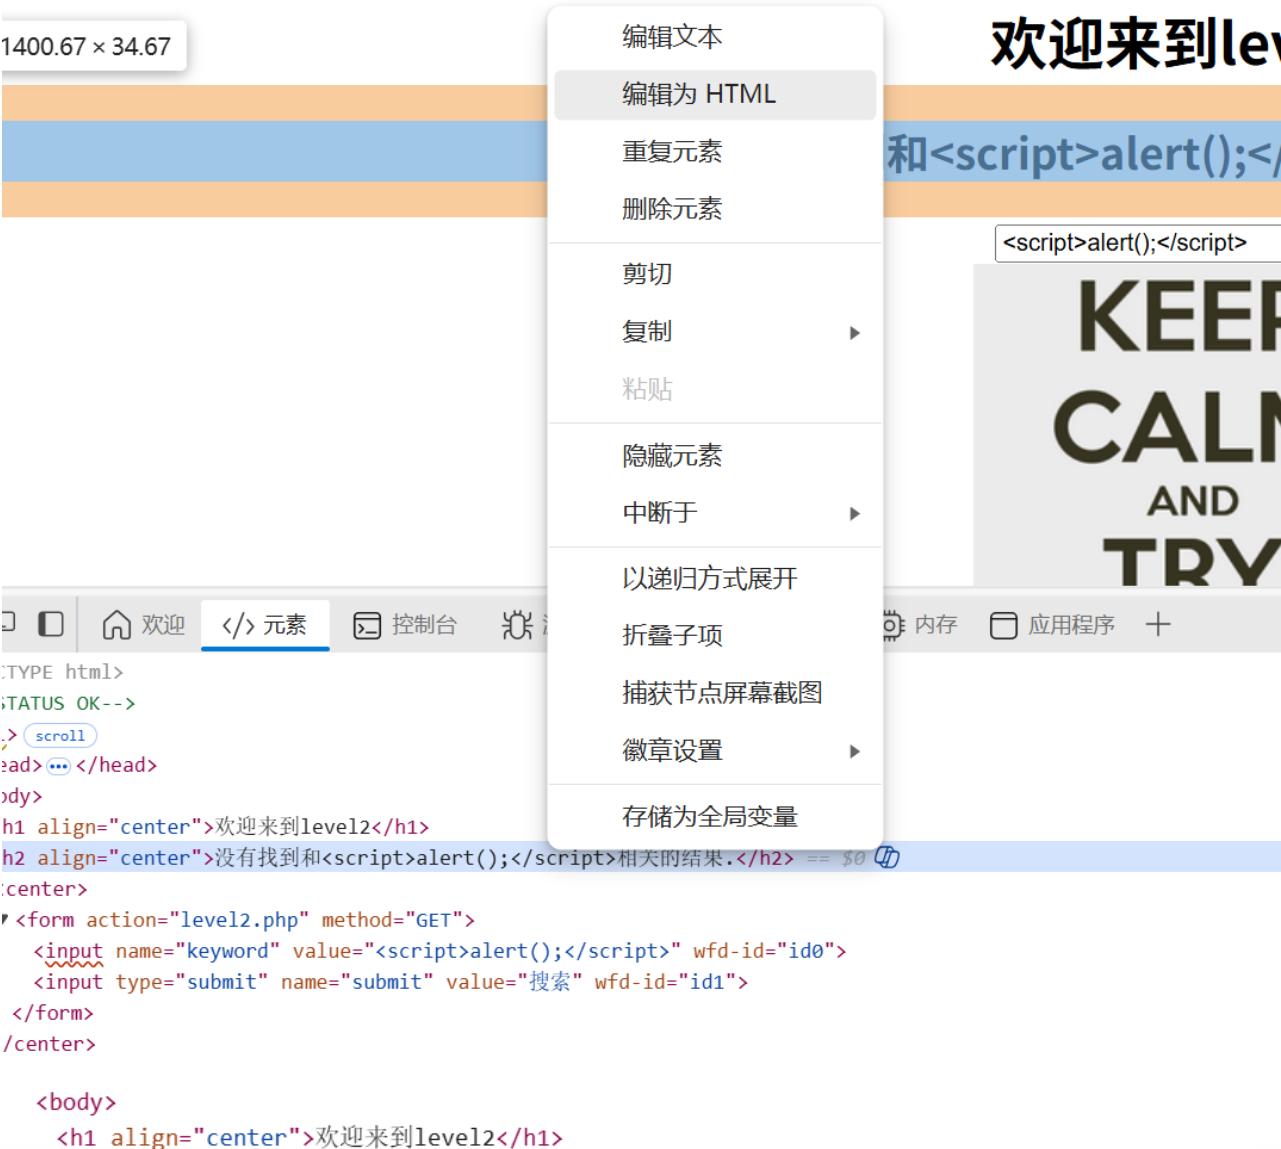 1400.67 × 34.67
欢迎来到lev
和<script>alert();</
<script>alert();</script>
KEEP
CALM
AND
TRY
编辑文本
编辑为 HTML
重复元素
删除元素
剪切
复制
粘贴
隐藏元素
中断于
以递归方式展开
折叠子项
捕获节点屏幕截图
徽章设置
存储为全局变量
欢迎
</> 元素
控制台
内存
应用程序
CTYPE html>
STATUS OK-->
l> scroll
ead> ••• </head>
ody>
h1 align="center">欢迎来到level2</h1>
h2 align="center">没有找到和<script>alert();</script>相关的结果.</h2> == $0
<center>
<form action="level2.php" method="GET">
<input name="keyword" value="<script>alert();</script>" wfd-id="id0">
<input type="submit" name="submit" value="搜索" wfd-id="id1">
</form>
/center>
<body>
<h1 align="center">欢迎来到level2</h1>